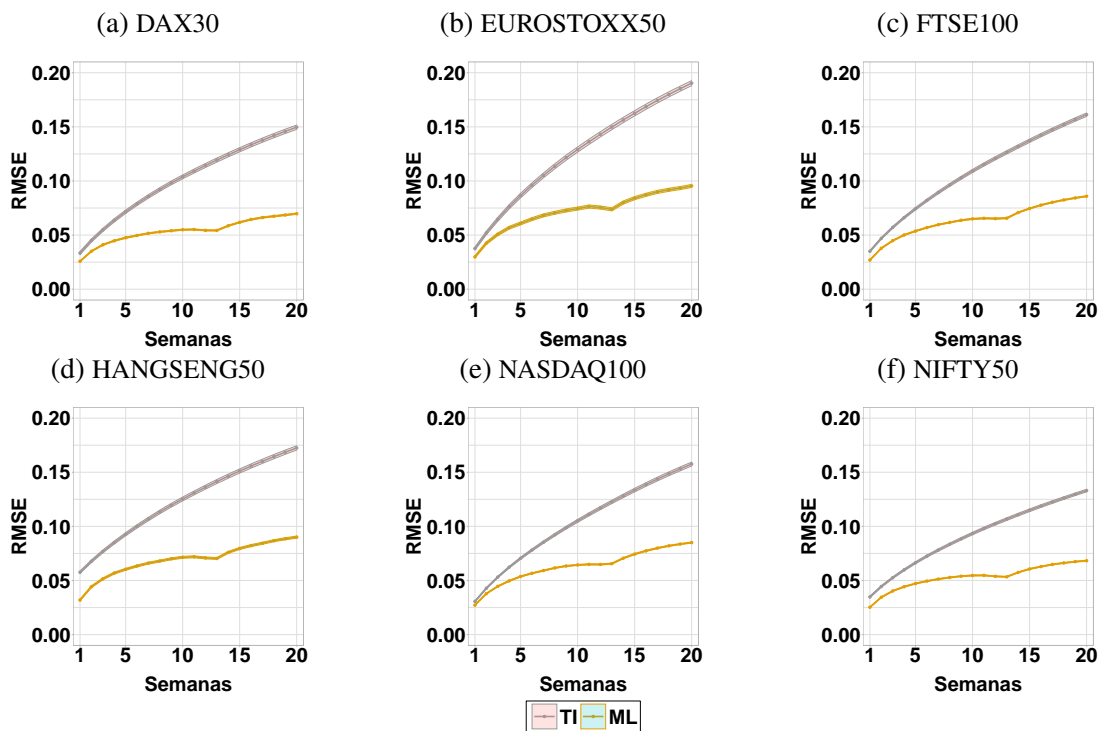 (a) DAX30
(b) EUROSTOXX50
(c) FTSE100
RMSE
0.20
0.15
0.10
0.05
0.00
1 5 10 15 20
Semanas
RMSE
0.20
0.15
0.10
0.05
0.00
1 5 10 15 20
Semanas
RMSE
0.20
0.15
0.10
0.05
0.00
1 5 10 15 20
Semanas
(d) HANGSENG50
(e) NASDAQ100
(f) NIFTY50
RMSE
0.20
0.15
0.10
0.05
0.00
1 5 10 15 20
Semanas
RMSE
0.20
0.15
0.10
0.05
0.00
1 5 10 15 20
Semanas
RMSE
0.20
0.15
0.10
0.05
0.00
1 5 10 15 20
Semanas
TI ML